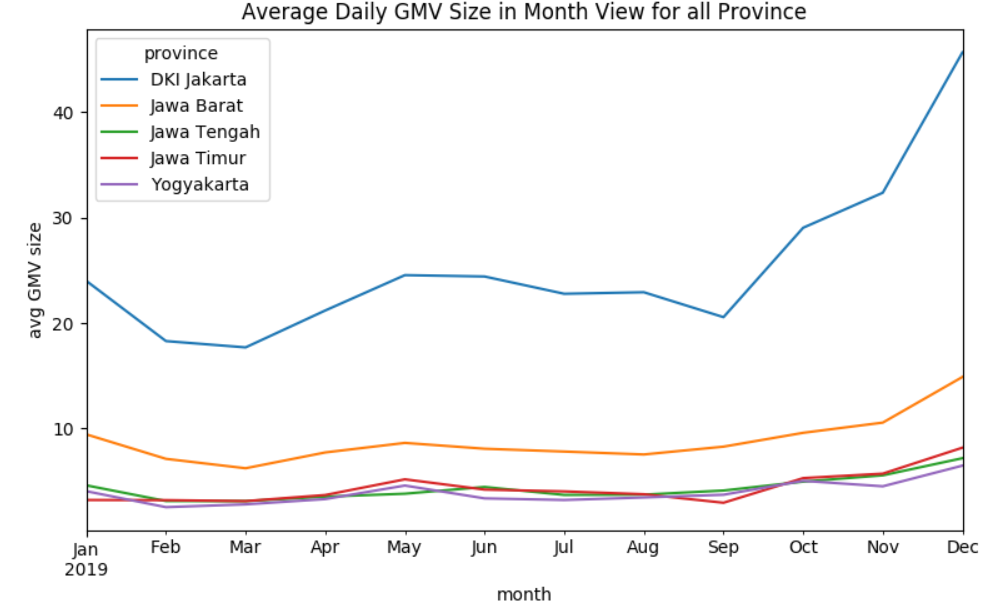 Average Daily GMV Size in Month View for all Province
province
DKI Jakarta
Jawa Barat
Jawa Tengah
Jawa Timur
Yogyakarta
avg GMV size
40
30
20
10
Jan Feb Mar Apr May Jun Jul Aug Sep Oct Nov Dec
2019
month